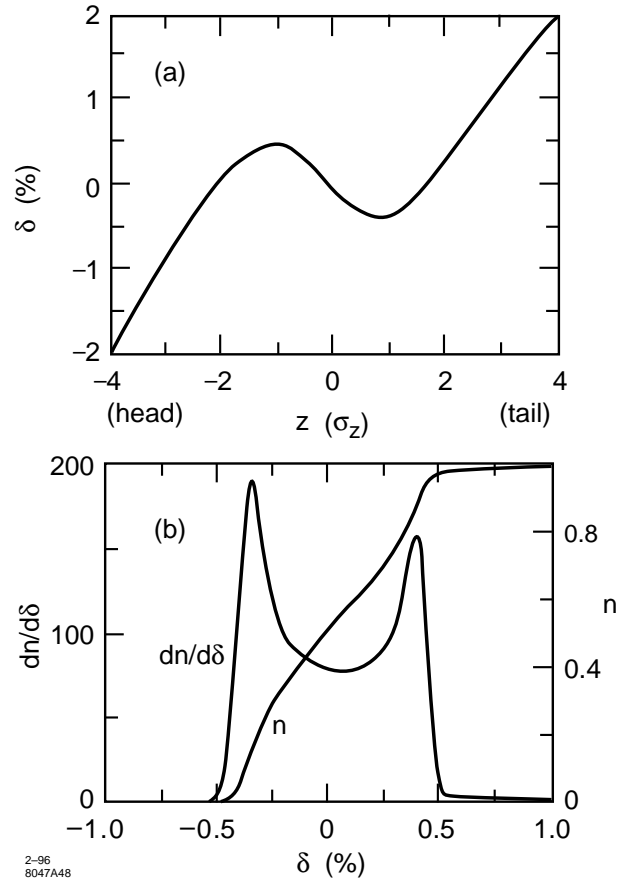 2
(a)
1
δ (%)
0
−1
−2
−4 −2 0 2 4
(head) z (σz) (tail)
200
(b)
0.8
dn/dδ
100
n
dn/dδ
0.4
n
0 0
−1.0 −0.5 0 0.5 1.0
δ (%)
2–96
8047A48